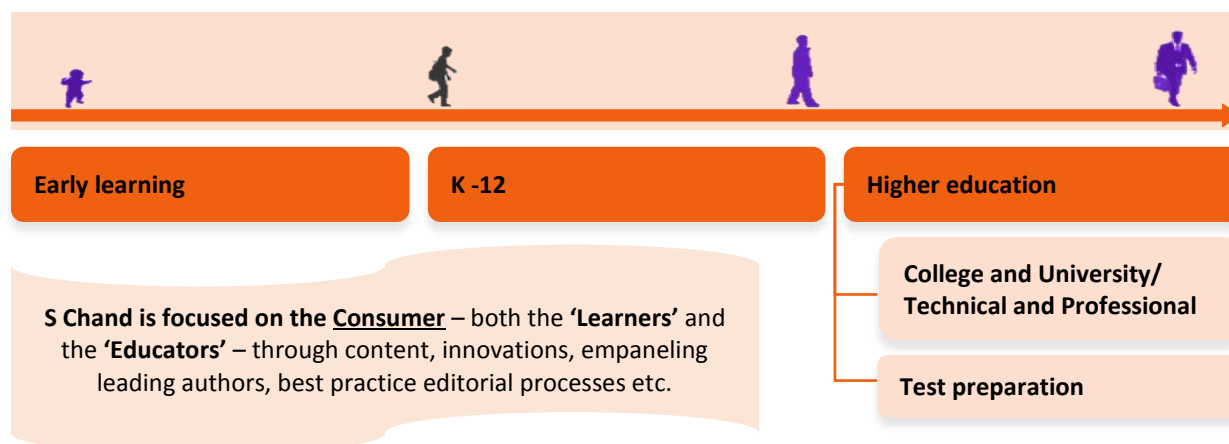 Early learning
K -12
Higher education
S Chand is focused on the Consumer – both the ‘Learners’ and
the ‘Educators’ – through content, innovations, empaneling
leading authors, best practice editorial processes etc.
College and University/
Technical and Professional
Test preparation